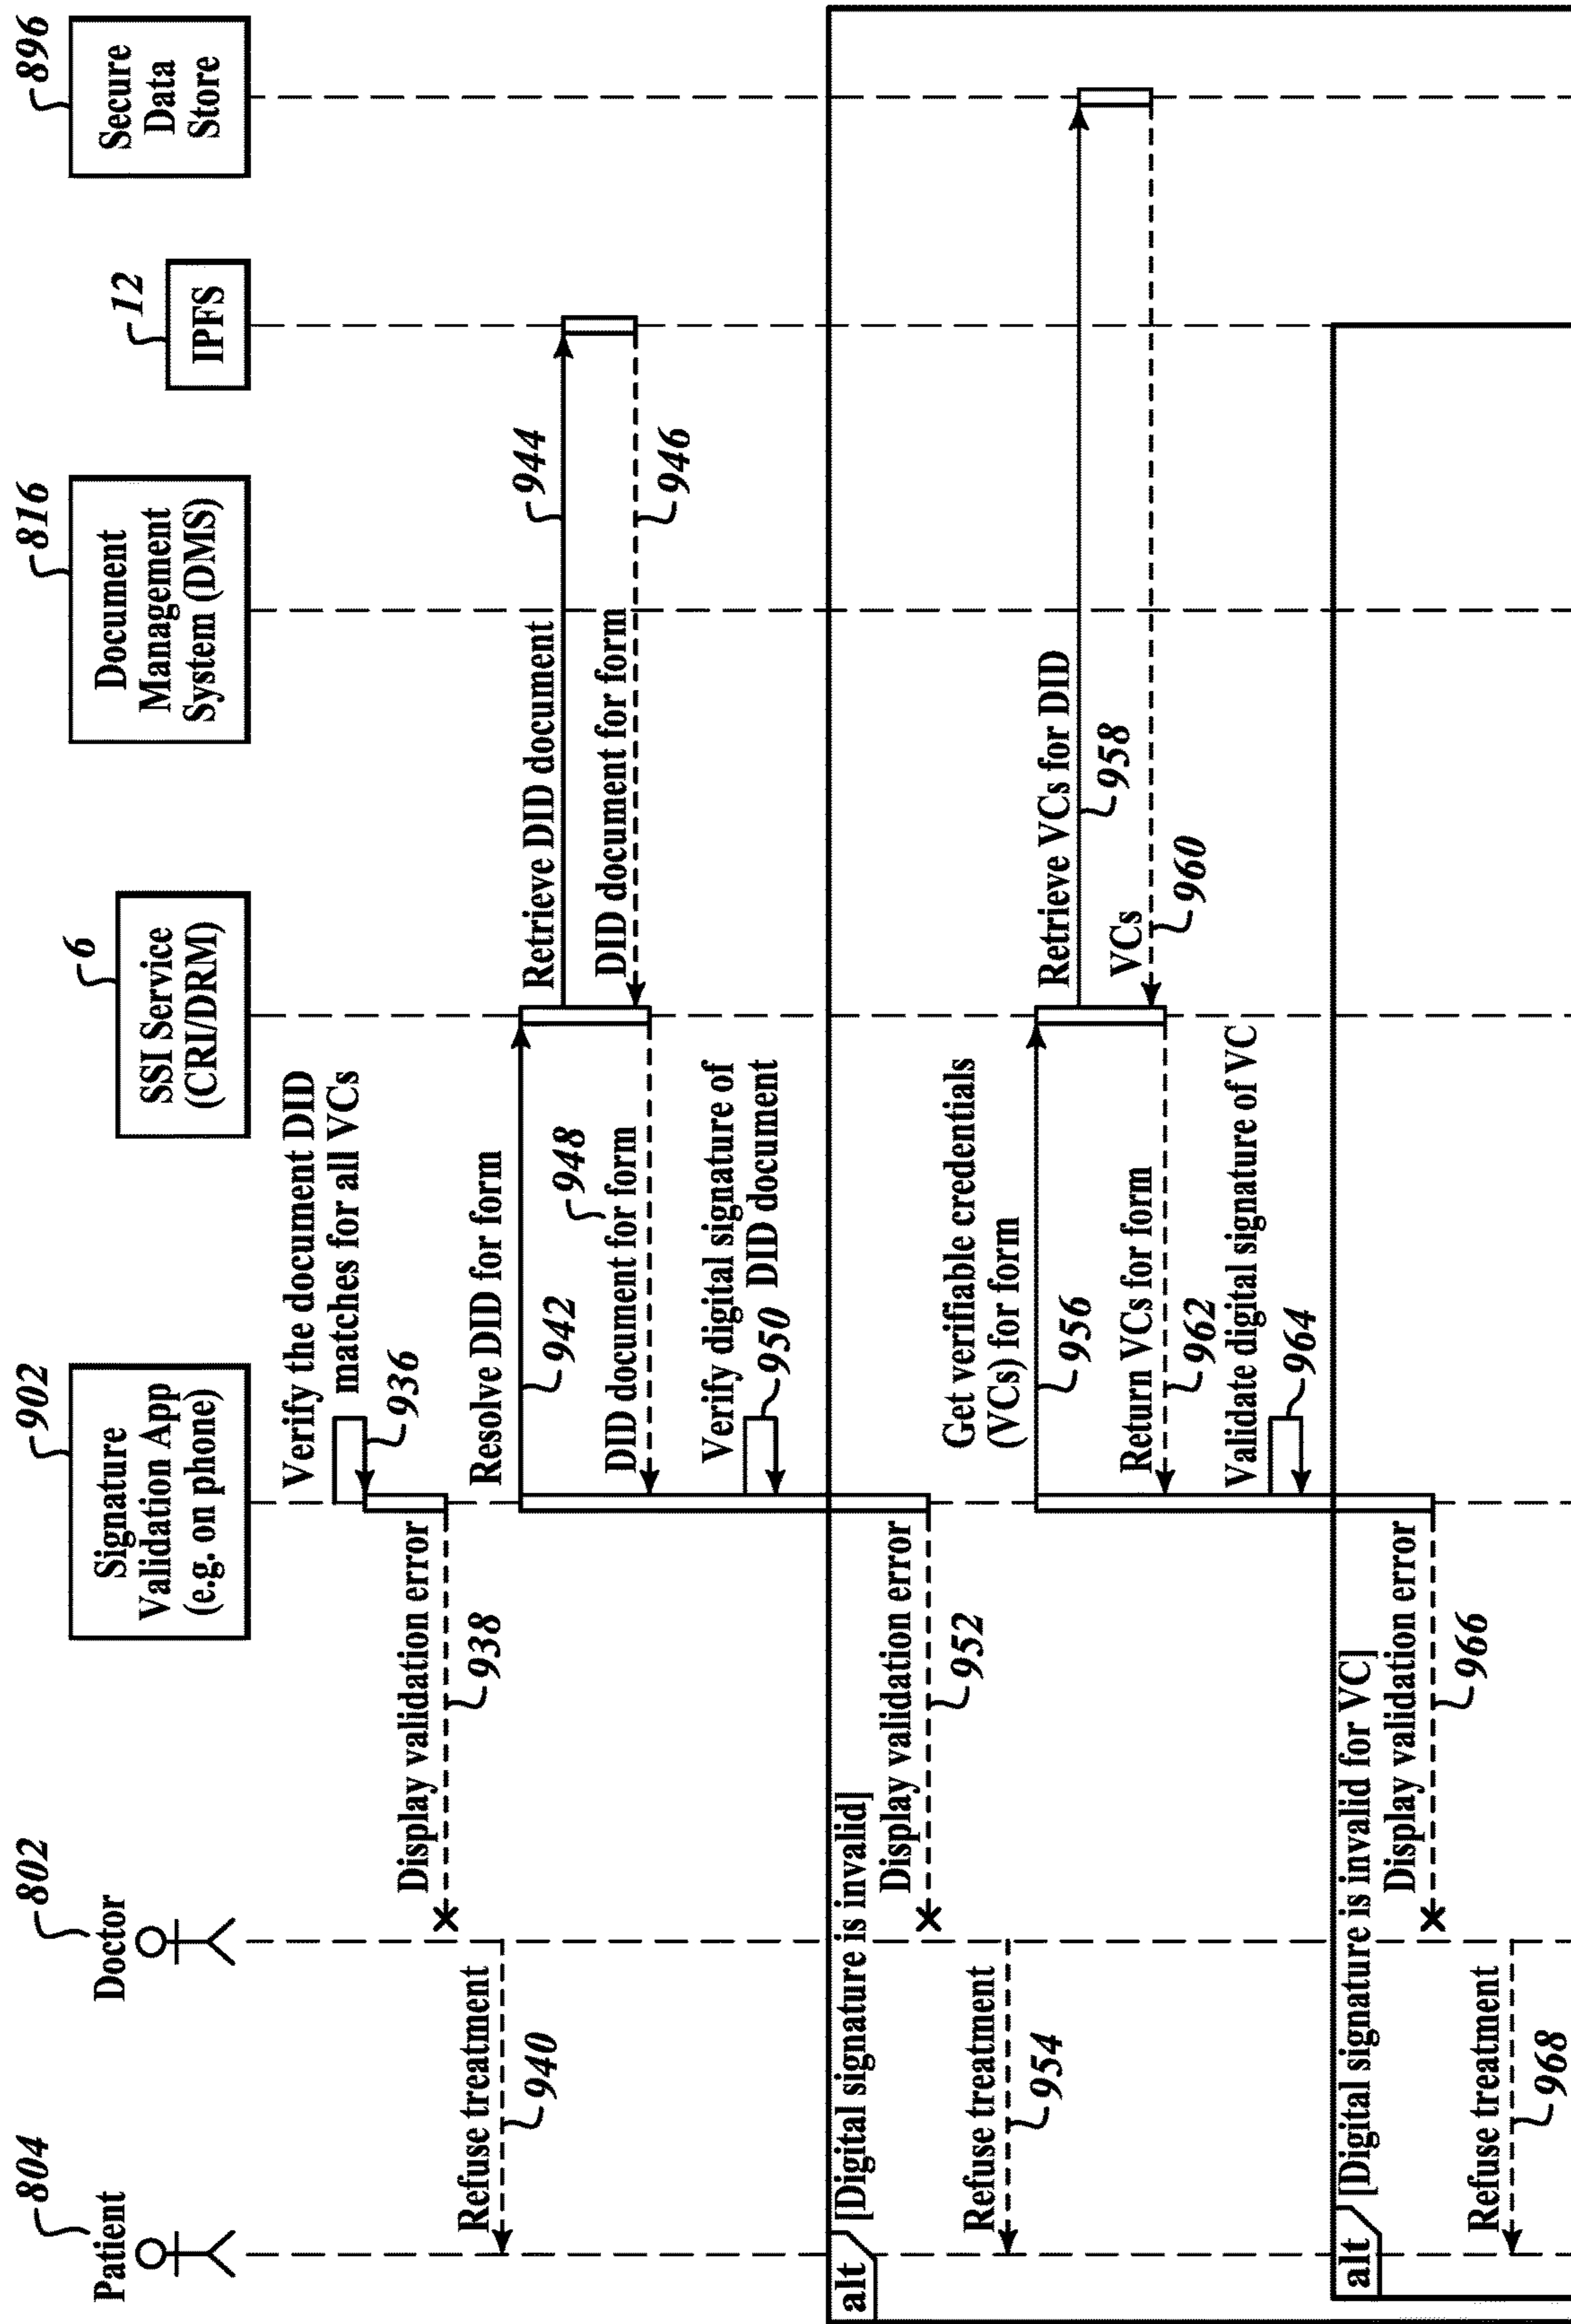 804
Patient
802
Doctor
902
Signature
Validation App
(e.g. on phone)
6
SSI Service
(CRI/DRM)
816
Document
Management
System (DMS)
12
IPFS
896
Secure
Data
Store
Verify the document DID
matches for all VCs
936
Display validation error
938
Refuse treatment
940
Resolve DID for form
942
Retrieve DID document
944
DID document for form
946
948
DID document for form
Verify digital signature of
950 DID document
alt
[Digital signature is invalid]
Display validation error
952
Refuse treatment
954
Get verifiable credentials
(VCs) for form
956
Retrieve VCs for DID
958
VCs
960
Return VCs for form
962
Validate digital signature of VC
964
alt
[Digital signature is invalid for VC]
Display validation error
966
Refuse treatment
968